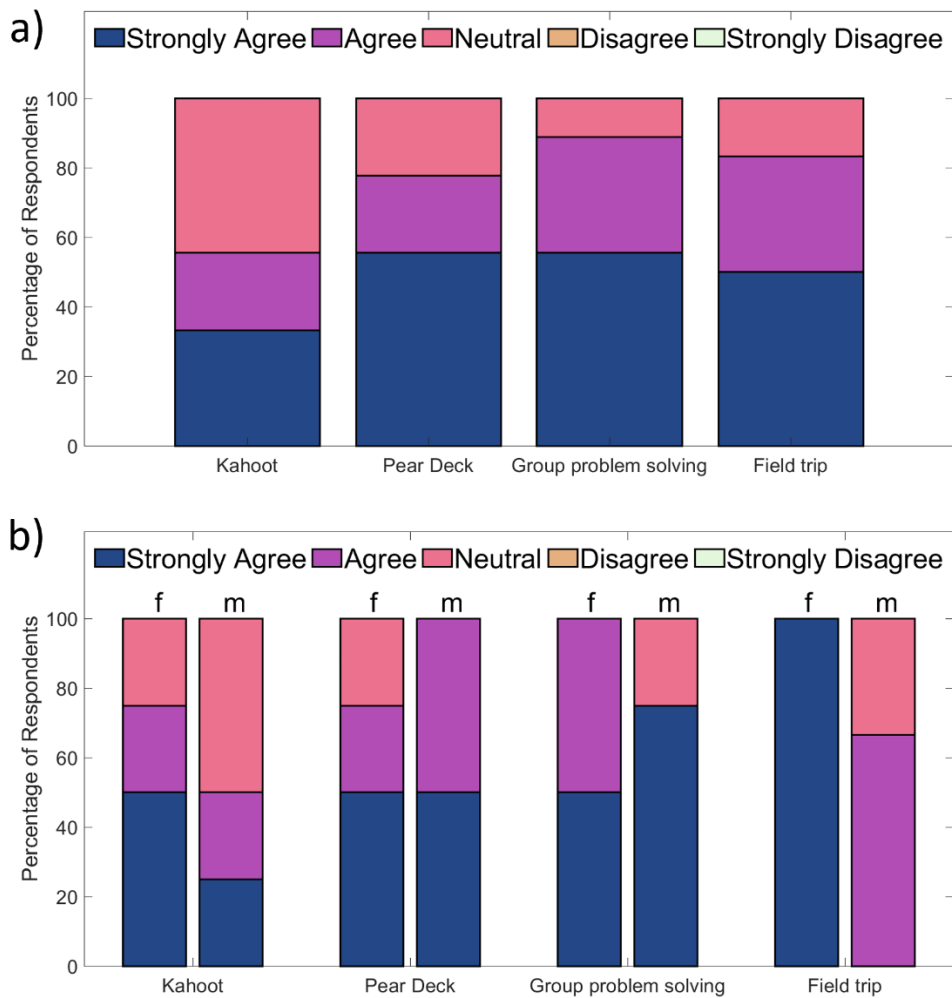 a)
Strongly Agree Agree Neutral Disagree Strongly Disagree
100
80
60
40
20
0
Percentage of Respondents
Kahoot Pear Deck Group problem solving Field trip
b)
Strongly Agree Agree Neutral Disagree Strongly Disagree
f m f m f m f m
100
80
60
40
20
0
Percentage of Respondents
Kahoot Pear Deck Group problem solving Field trip